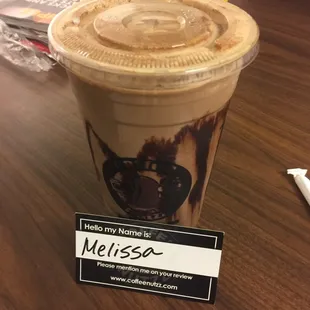 Hello my Name is:
Melissa
Please mention me on your review
www.coffeenutzz.com